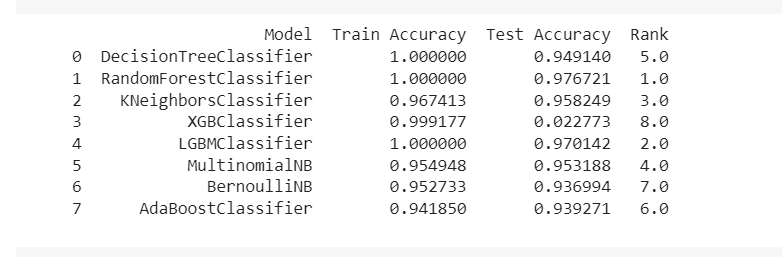 Model Train Accuracy Test Accuracy Rank
0 DecisionTreeClassifier 1.000000 0.949140 5.0
1 RandomForestClassifier 1.000000 0.976721 1.0
2 KNeighborsClassifier 0.967413 0.958249 3.0
3 XGBClassifier 0.999177 0.022773 8.0
4 LGBMClassifier 1.000000 0.970142 2.0
5 MultinomialNB 0.954948 0.953188 4.0
6 BernoulliNB 0.952733 0.936994 7.0
7 AdaBoostClassifier 0.941850 0.939271 6.0